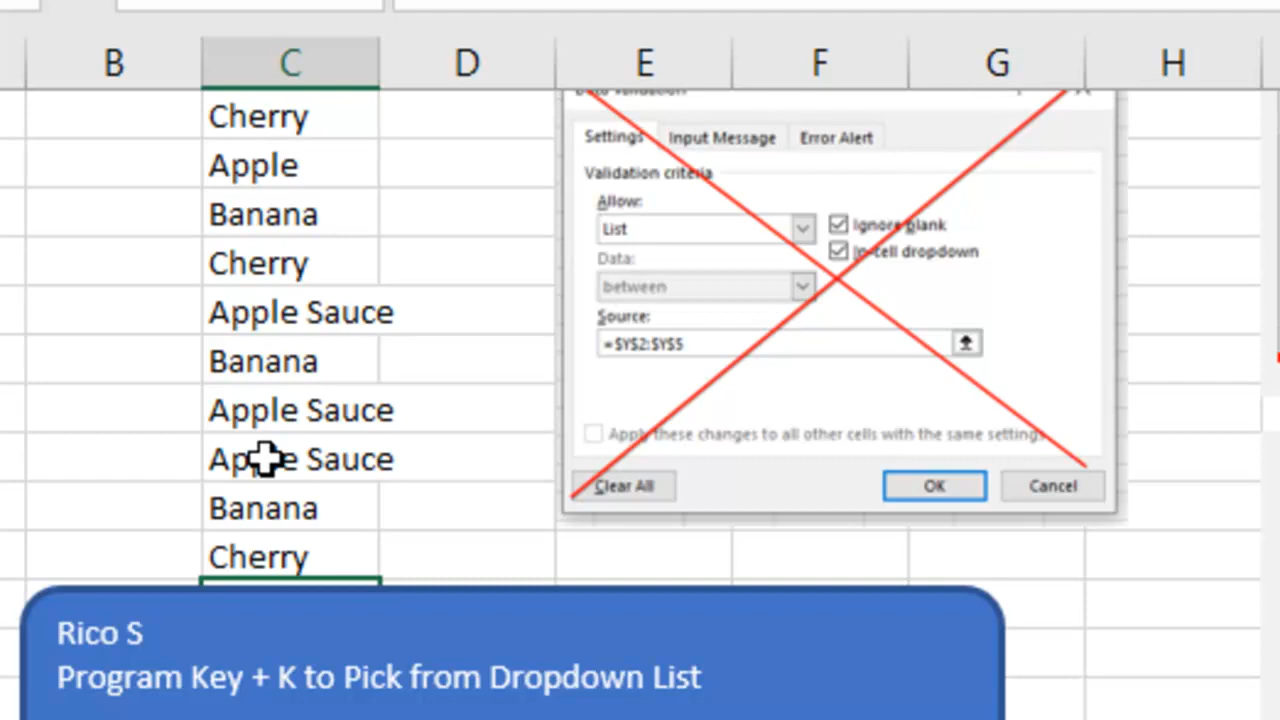 B C D E F G H
Cherry
Apple
Banana
Cherry
Apple Sauce
Banana
Apple Sauce
Apple Sauce
Banana
Cherry
Data Validation ?
Settings Input Message Error Alert
Validation criteria
Allow:
List
Ignore blank
In-cell dropdown
Data:
between
Source:
=$Y$2:$Y$5
Apply these changes to all other cells with the same settings
Clear All OK Cancel
Rico S
Program Key + K to Pick from Dropdown List